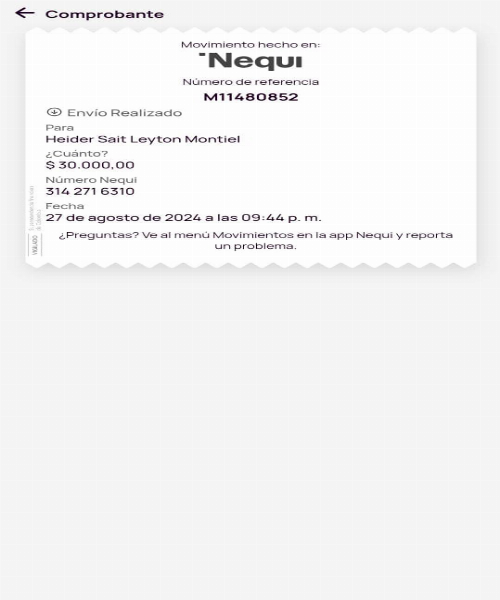 Comprobante
Movimiento hecho en:
Nequi
Número de referencia
M11480852
Envío Realizado
Para
Heider Sait Leyton Montiel
¿Cuánto?
$ 30.000,00
Número Nequi
314 271 6310
Fecha
27 de agosto de 2024 a las 09:44 p. m.
¿Preguntas? Ve al menú Movimientos en la app Nequi y reporta
un problema.
VIGILADO